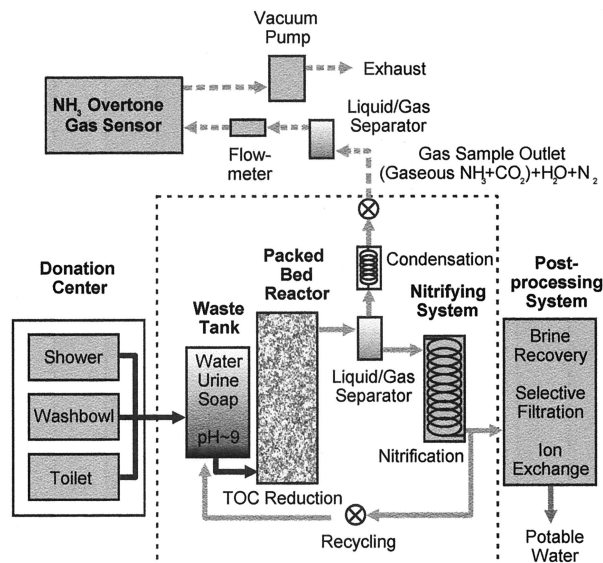 Vacuum
Pump
Exhaust
NH3 Overtone
Gas Sensor
Liquid/Gas
Separator
Flow-
meter
Gas Sample Outlet
(Gaseous NH3+CO2)+H2O+N2
Condensation
Donation
Center
Packed
Bed
Reactor
Waste
Tank
Nitrifying
System
Post-
processing
System
Shower
Washbowl
Toilet
Water
Urine
Soap
pH~9
Liquid/Gas
Separator
Brine
Recovery
Selective
Filtration
Ion
Exchange
Nitrification
TOC Reduction
Recycling
Potable
Water